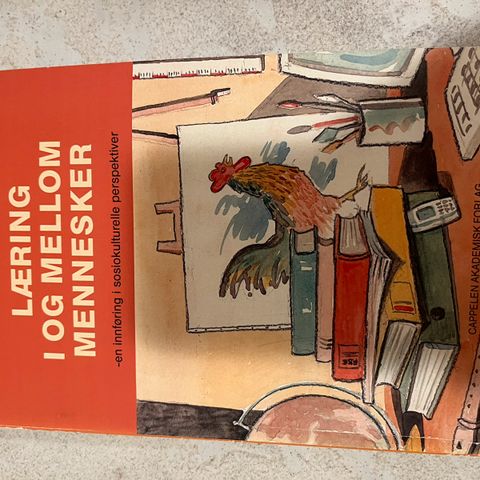 LÆRING
I OG MELLOM
MENNESKER
-en innføring i sosiokulturelle perspektiver
CAPPELEN AKADEMISK FORLAG